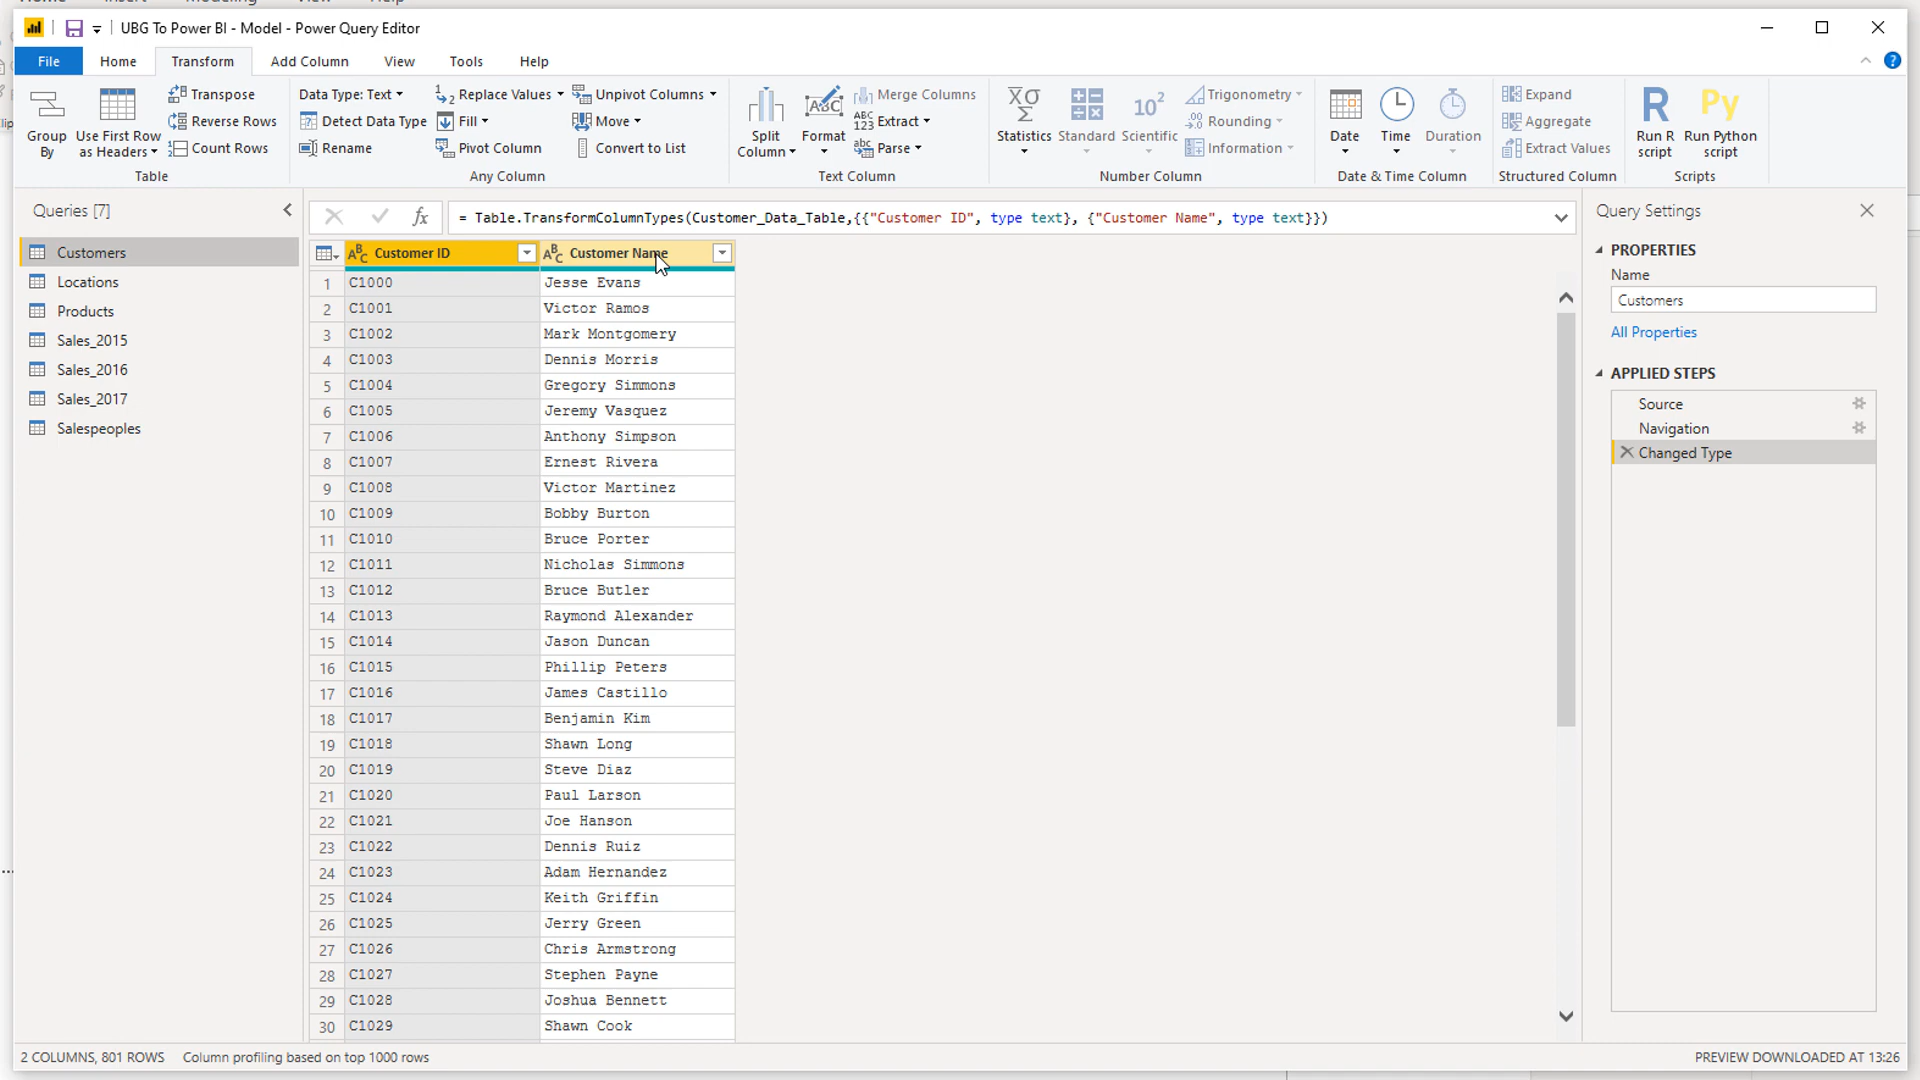 UBG To Power BI - Model - Power Query Editor
File Home Transform Add Column View Tools Help
Group By
Use First Row as Headers
Transpose
Reverse Rows
Count Rows
Table
Data Type: Text
Detect Data Type
Rename
Replace Values
Fill
Pivot Column
Unpivot Columns
Move
Convert to List
Any Column
Split Column
Format
Merge Columns
Extract
Parse
Text Column
Statistics
Standard
Scientific
Trigonometry
Rounding
Information
Number Column
Date
Time
Duration
Date & Time Column
Expand
Aggregate
Extract Values
Structured Column
Run R script
Run Python script
Scripts
Queries [7]
Customers
Locations
Products
Sales_2015
Sales_2016
Sales_2017
Salespeoples
= Table.TransformColumnTypes(Customer_Data_Table,{{"Customer ID", type text}, {"Customer Name", type text}})
Customer ID Customer Name
1 C1000 Jesse Evans
2 C1001 Victor Ramos
3 C1002 Mark Montgomery
4 C1003 Dennis Morris
5 C1004 Gregory Simmons
6 C1005 Jeremy Vasquez
7 C1006 Anthony Simpson
8 C1007 Ernest Rivera
9 C1008 Victor Martinez
10 C1009 Bobby Burton
11 C1010 Bruce Porter
12 C1011 Nicholas Simmons
13 C1012 Bruce Butler
14 C1013 Raymond Alexander
15 C1014 Jason Duncan
16 C1015 Phillip Peters
17 C1016 James Castillo
18 C1017 Benjamin Kim
19 C1018 Shawn Long
20 C1019 Steve Diaz
21 C1020 Paul Larson
22 C1021 Joe Hanson
23 C1022 Dennis Ruiz
24 C1023 Adam Hernandez
25 C1024 Keith Griffin
26 C1025 Jerry Green
27 C1026 Chris Armstrong
28 C1027 Stephen Payne
29 C1028 Joshua Bennett
30 C1029 Shawn Cook
Query Settings
PROPERTIES
Name
Customers
All Properties
APPLIED STEPS
Source
Navigation
Changed Type
2 COLUMNS, 801 ROWS Column profiling based on top 1000 rows
PREVIEW DOWNLOADED AT 13:26